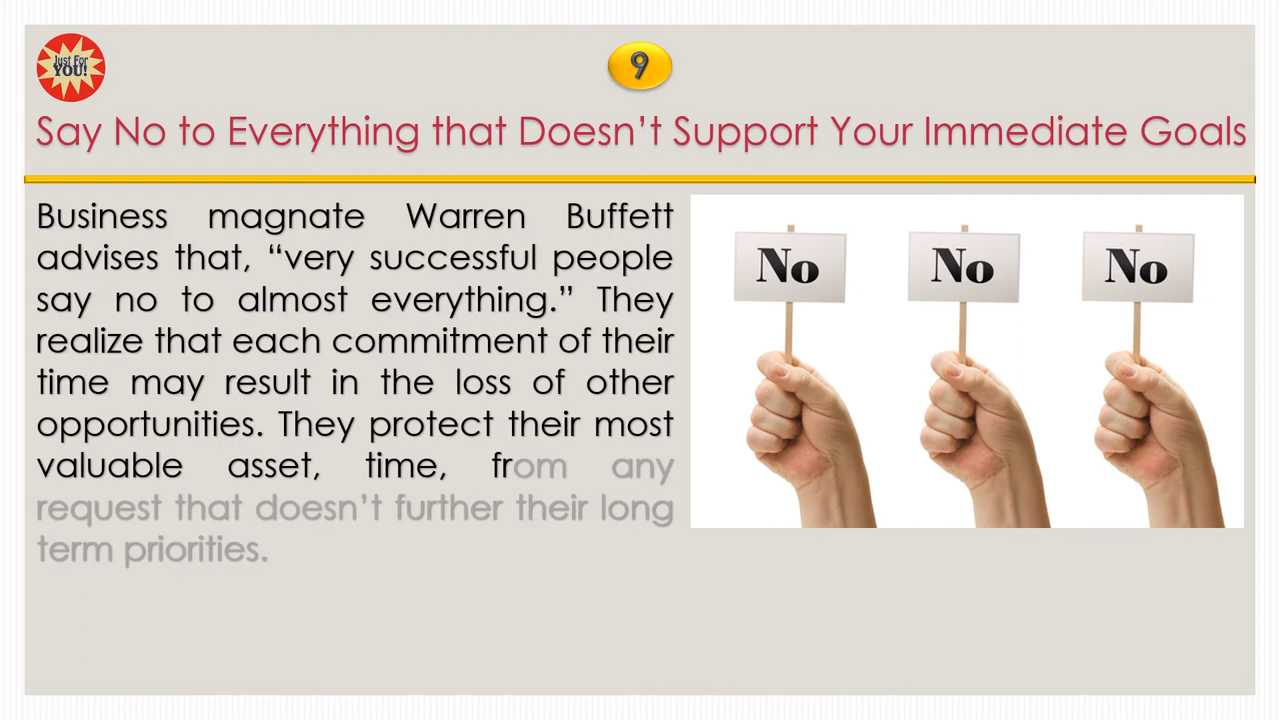 Just For
YOU!
9
Say No to Everything that Doesn’t Support Your Immediate Goals
Business magnate Warren Buffett
advises that, “very successful people
say no to almost everything.” They
realize that each commitment of their
time may result in the loss of other
opportunities. They protect their most
valuable asset, time, from any
request that doesn’t further their long
term priorities.
No
No
No